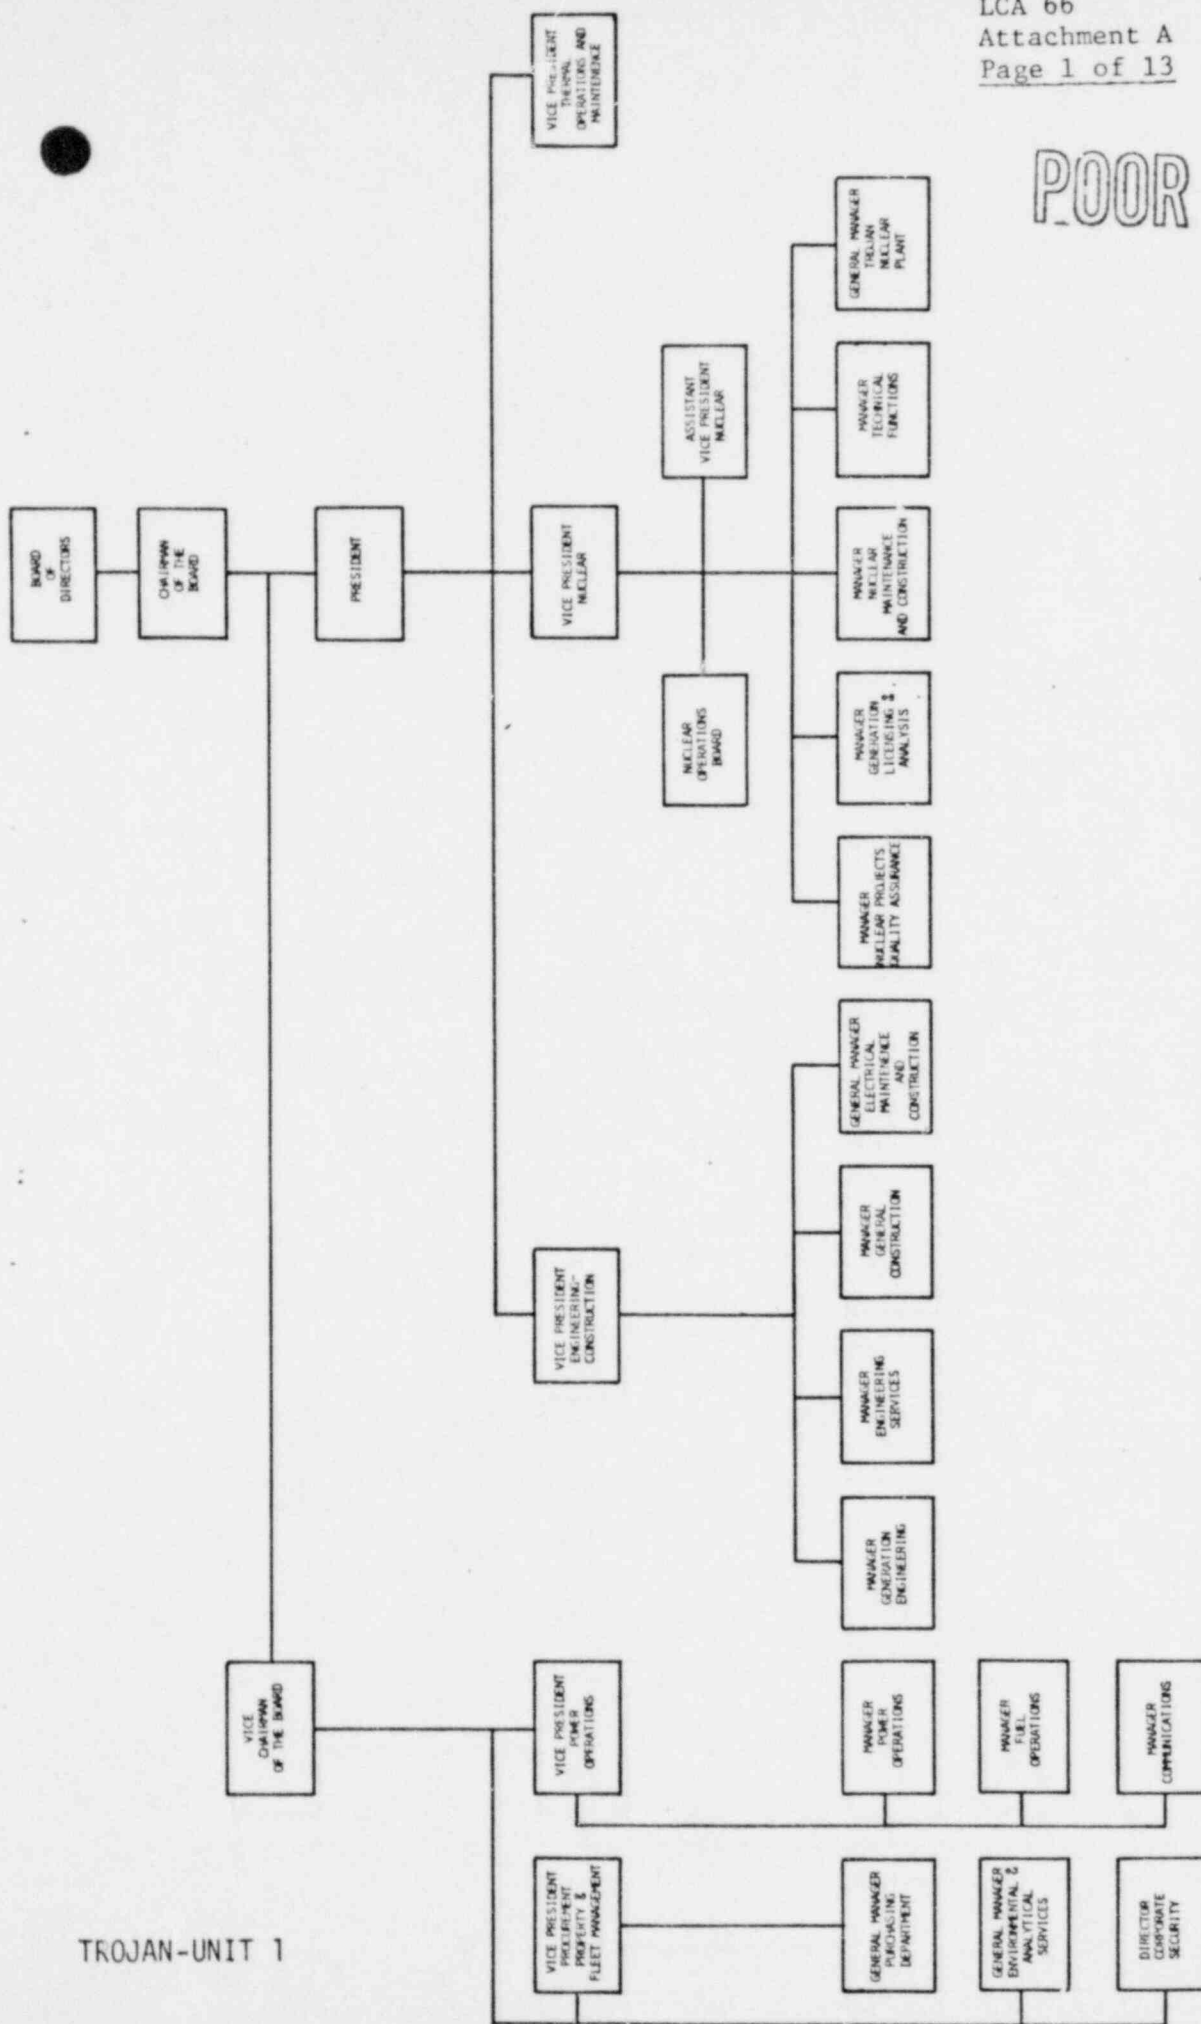 LCA 66
Attachment A
Page 1 of 13
POOR
BOARD
OF
DIRECTORS
CHAIRMAN
OF THE
BOARD
VICE
CHAIRMAN
OF THE BOARD
PRESIDENT
VICE PRESIDENT
PROCUREMENT
PROPERTY &
FLEET MANAGEMENT
VICE PRESIDENT
POWER
OPERATIONS
VICE PRESIDENT
ENGINEERING-
CONSTRUCTION
VICE PRESIDENT
NUCLEAR
VICE PRESIDENT
THERMAL
OPERATIONS AND
MAINTENENCE
NUCLEAR
OPERATIONS
BOARD
ASSISTANT
VICE PRESIDENT
NUCLEAR
GENERAL MANAGER
PURCHASING
DEPARTMENT
MANAGER
POWER
OPERATIONS
MANAGER
GENERATION
ENGINEERING
MANAGER
ENGINEERING
SERVICES
MANAGER
GENERAL
CONSTRUCTION
GENERAL MANAGER
ELECTRICAL
MAINTENENCE
AND
CONSTRUCTION
MANAGER
NUCLEAR PROJECTS
QUALITY ASSURANCE
MANAGER
GENERATION
LICENSING &
ANALYSIS
MANAGER
NUCLEAR
MAINTENANCE
AND CONSTRUCTION
MANAGER
TECHNICAL
FUNCTIONS
GENERAL MANAGER
TROJAN
NUCLEAR
PLANT
GENERAL MANAGER
ENVIRONMENTAL &
ANALYTICAL
SERVICES
MANAGER
FUEL
OPERATIONS
DIRECTOR
CORPORATE
SECURITY
MANAGER
COMMUNICATIONS
TROJAN-UNIT 1